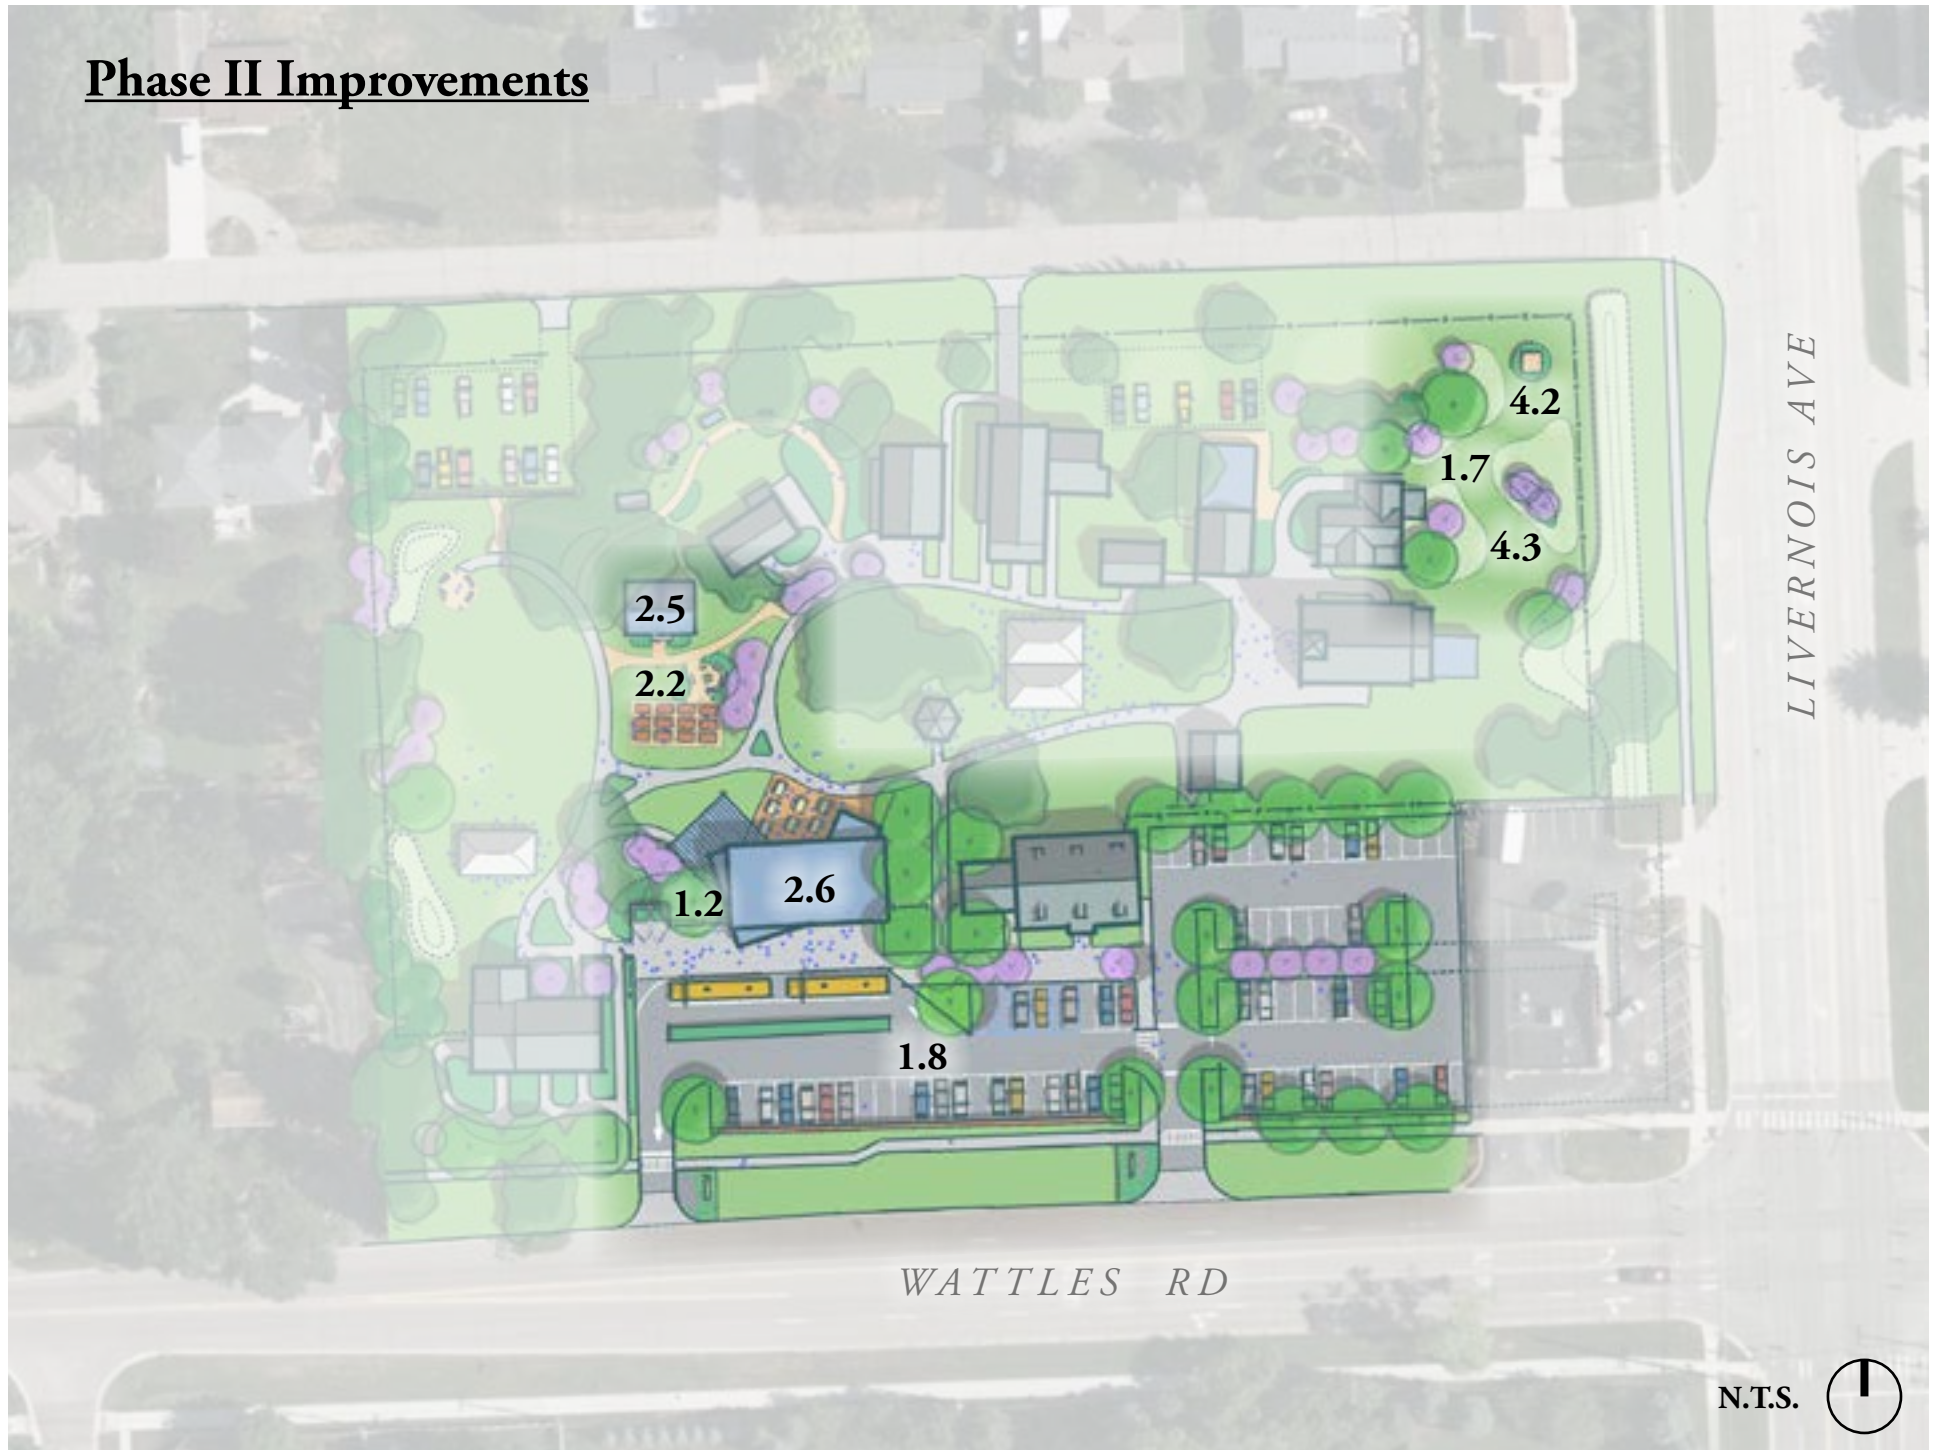 Phase II Improvements
4.2
1.7
4.3
2.5
2.2
1.2
2.6
1.8
LIVERNOIS AVE
WATTLES RD
N.T.S.